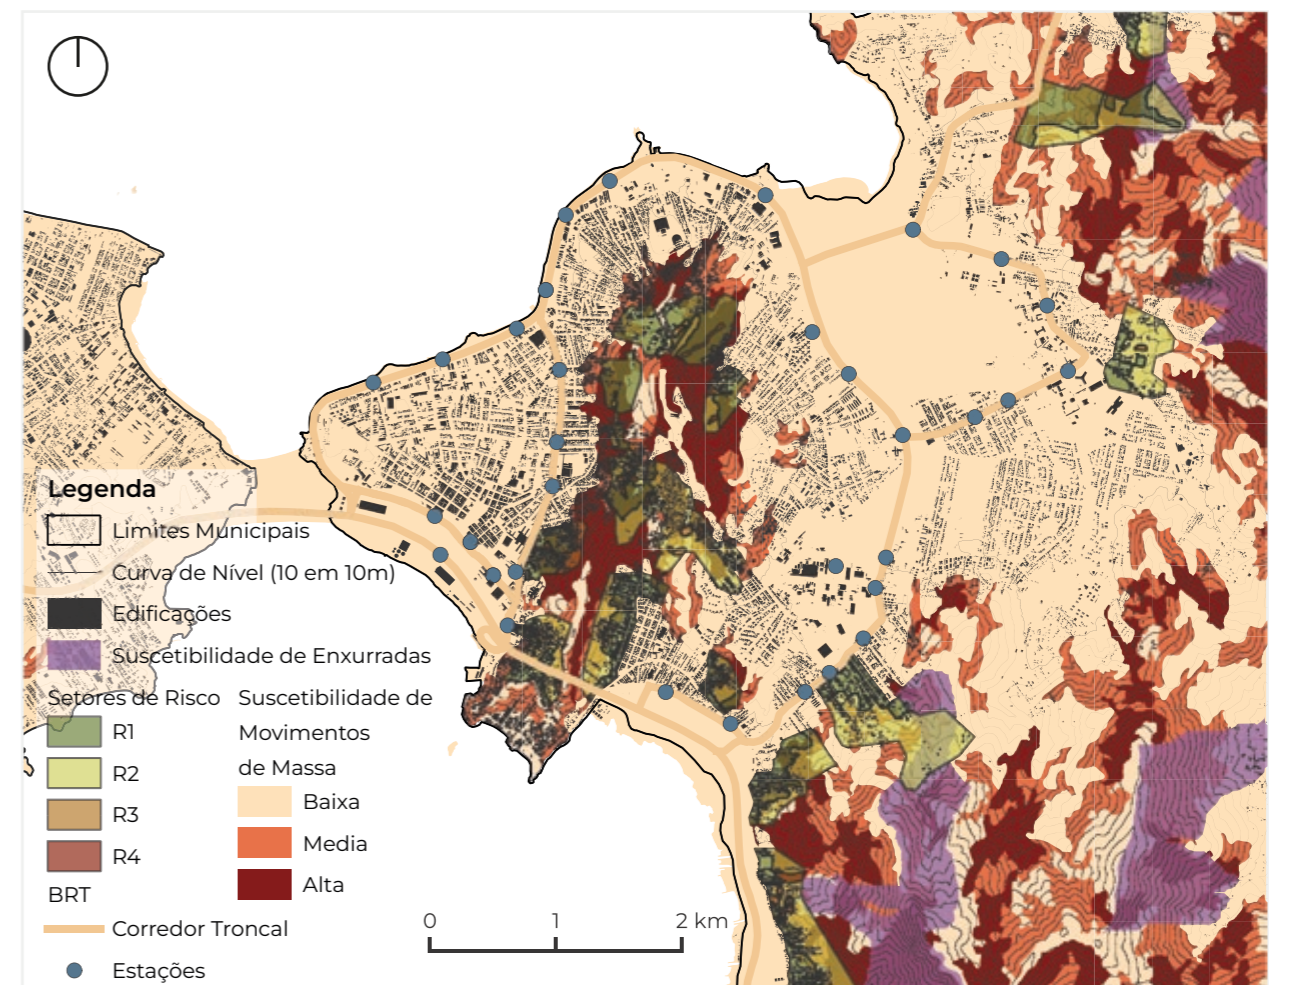 Legenda
Limites Municipais
Curva de Nível (10 em 10m)
Edificações
Suscetibilidade de Enxurradas
Setores de Risco
R1
R2
R3
R4
BRT
Corredor Troncal
Estações
Suscetibilidade de
Movimentos
de Massa
Baixa
Media
Alta
0 1 2 km